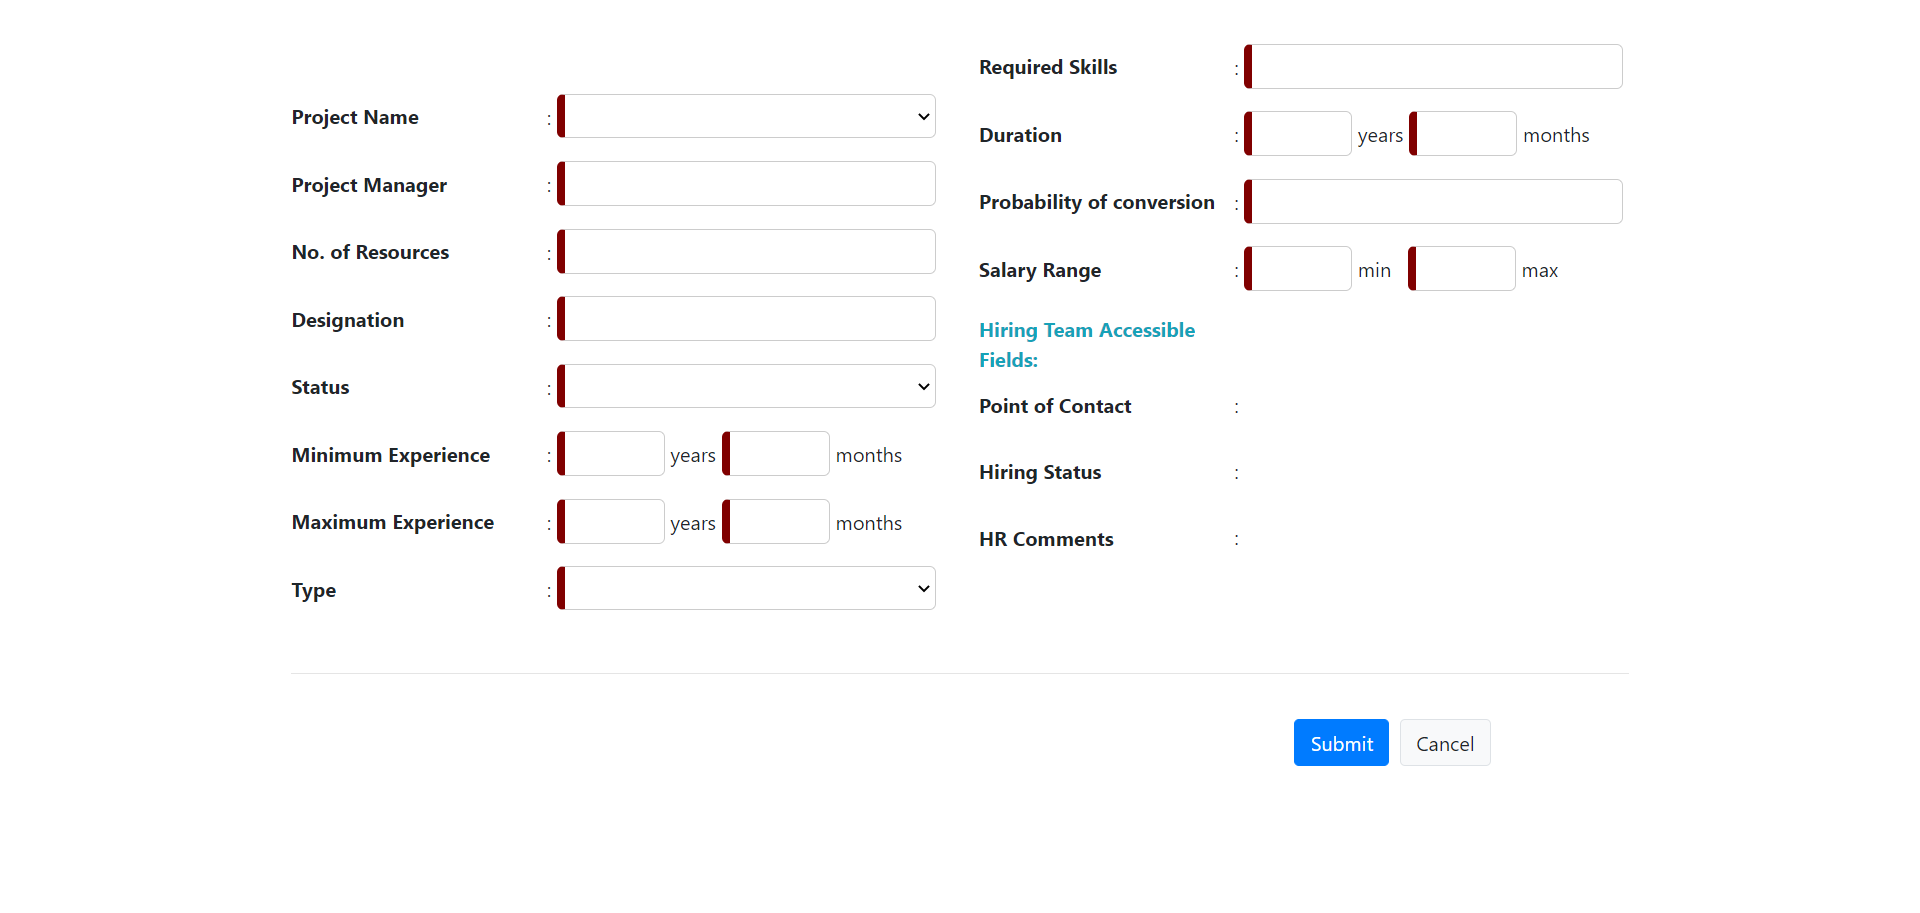 Project Name :
Project Manager :
No. of Resources :
Designation :
Status :
Minimum Experience : years months
Maximum Experience : years months
Type :
Required Skills :
Duration : years months
Probability of conversion :
Salary Range : min max
Hiring Team Accessible
Fields:
Point of Contact :
Hiring Status :
HR Comments :
Submit Cancel